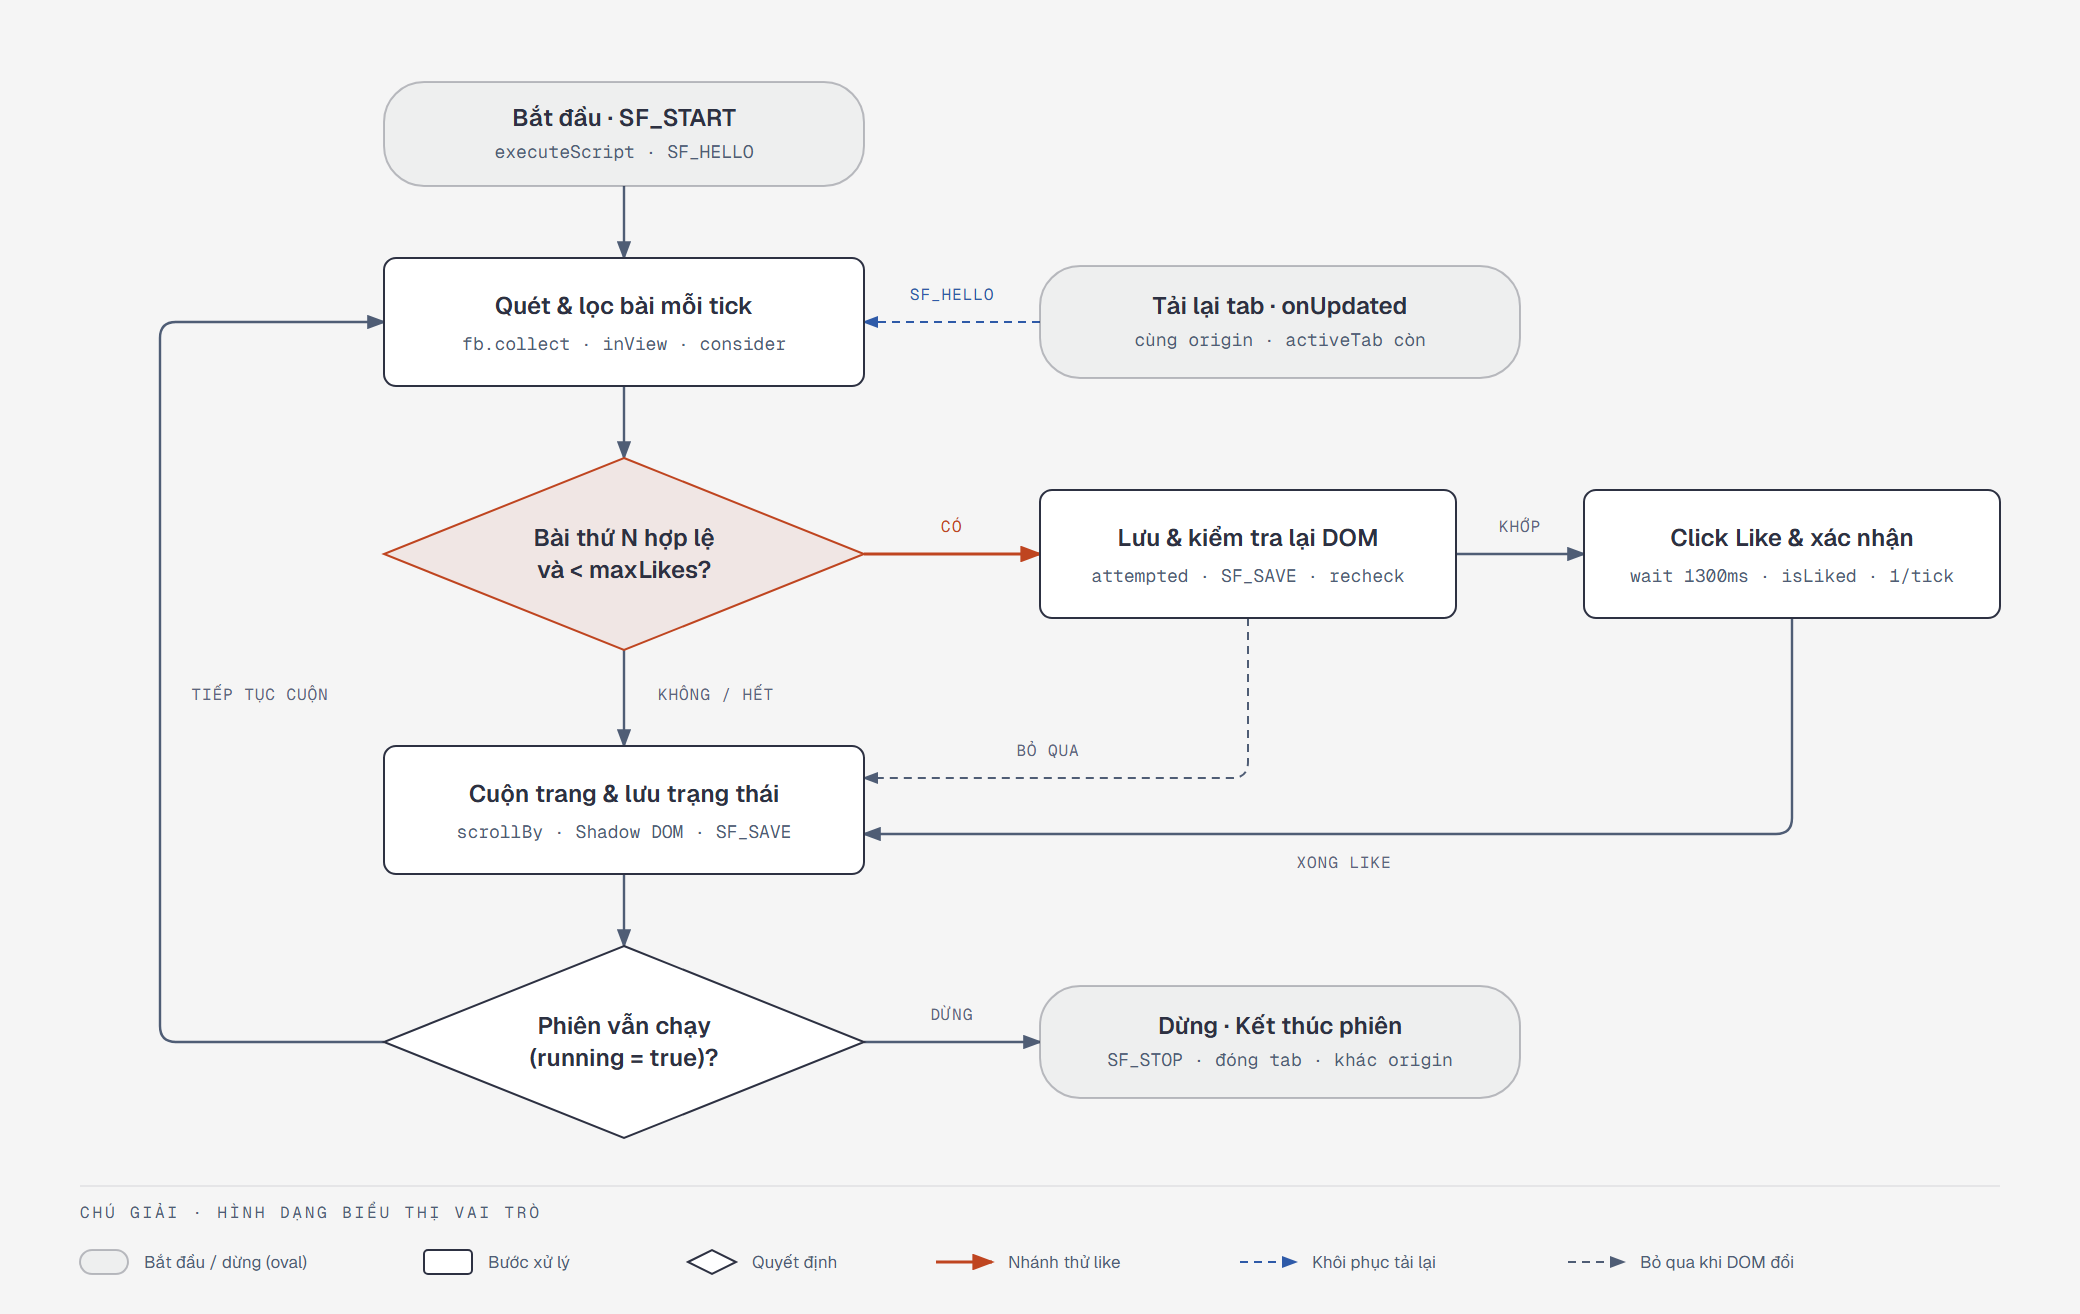 Bắt đầu · SF_START
executeScript · SF_HELLO
Quét & lọc bài mỗi tick
fb.collect · inView · consider
SF_HELLO
Tải lại tab · onUpdated
cùng origin · activeTab còn
Bài thứ N hợp lệ
và < maxLikes?
CÓ
Lưu & kiểm tra lại DOM
attempted · SF_SAVE · recheck
KHỚP
Click Like & xác nhận
wait 1300ms · isLiked · 1/tick
TIẾP TỤC CUỘN
KHÔNG / HẾT
BỎ QUA
Cuộn trang & lưu trạng thái
scrollBy · Shadow DOM · SF_SAVE
XONG LIKE
Phiên vẫn chạy
(running = true)?
DỪNG
Dừng · Kết thúc phiên
SF_STOP · đóng tab · khác origin
CHÚ GIẢI · HÌNH DẠNG BIỂU THỊ VAI TRÒ
Bắt đầu / dừng (oval)
Bước xử lý
Quyết định
Nhánh thử like
Khôi phục tải lại
Bỏ qua khi DOM đổi